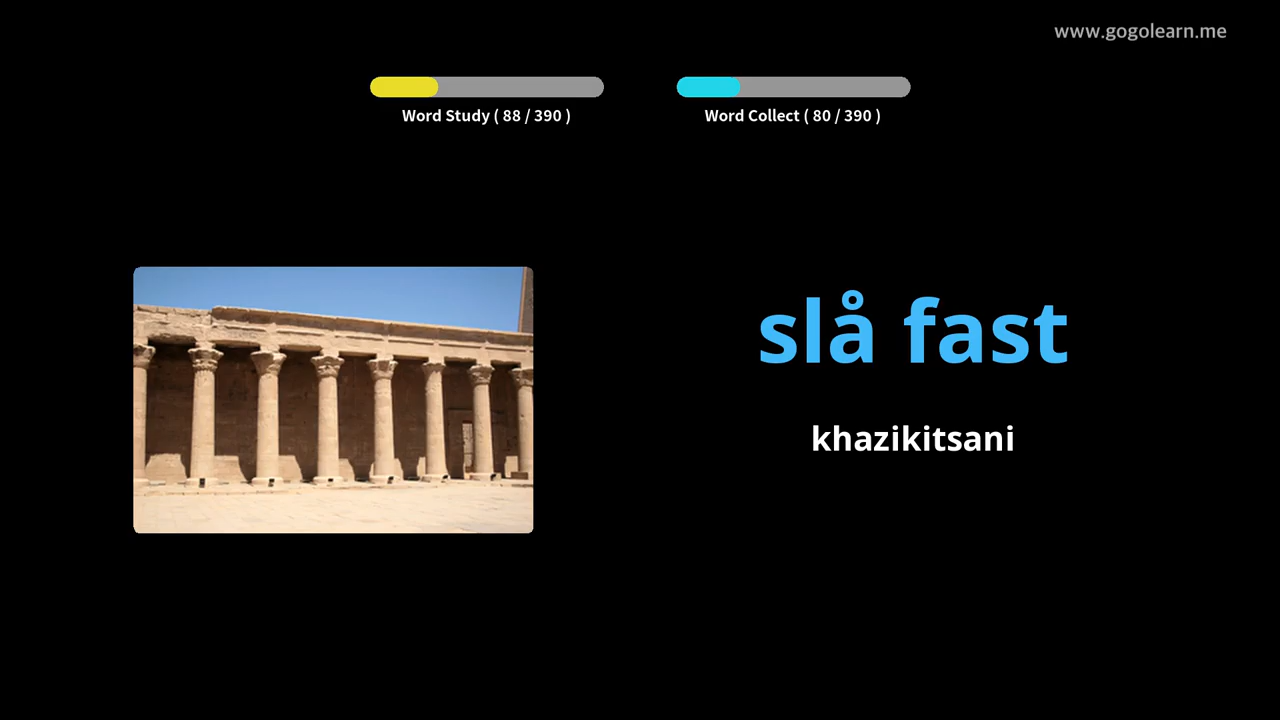 www.gogolearn.me
Word Study ( 88 / 390 )
Word Collect ( 80 / 390 )
slå fast
khazikitsani